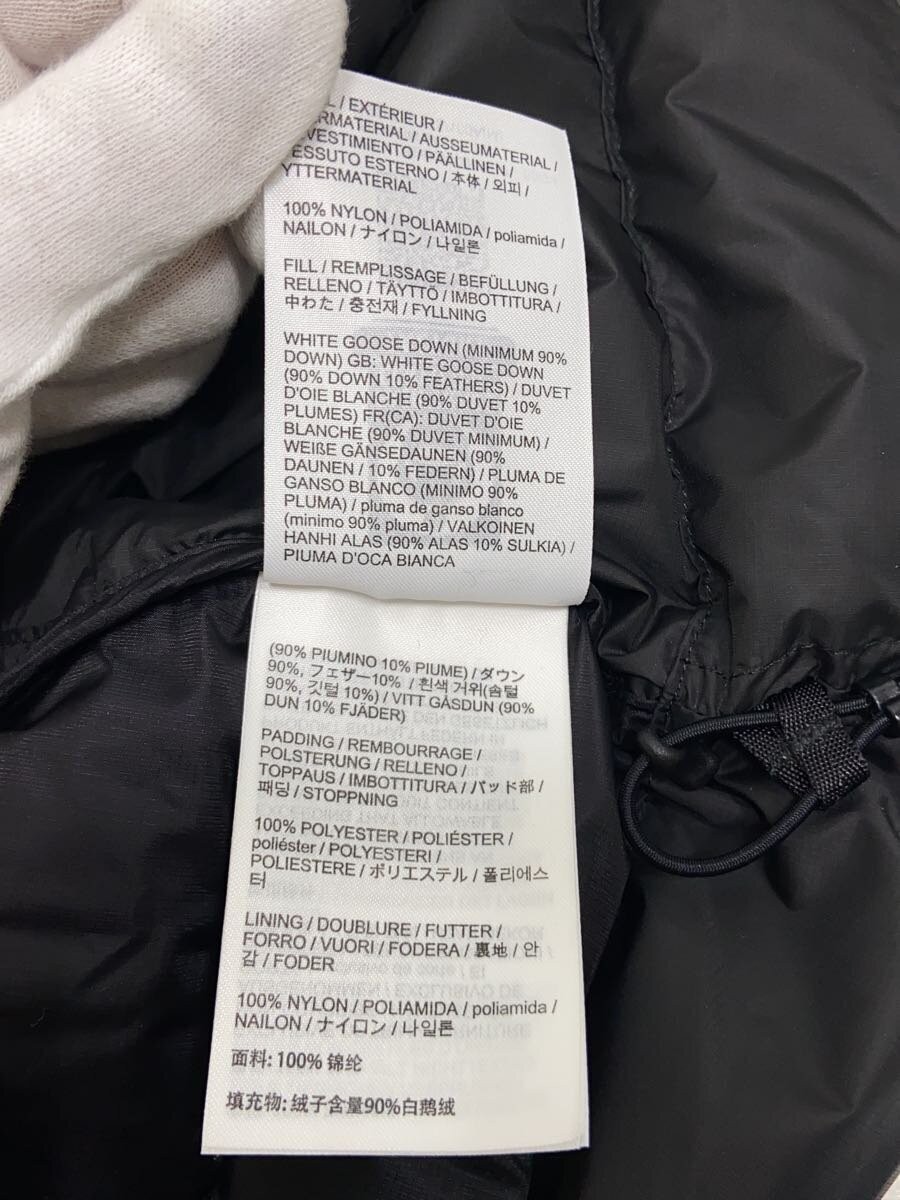 / EXTÉRIEUR /
/ AUSSEUMATERIAL /
/ PÄÄLLINEN /
ESTERNO / 本体 / 외피 /
YTTERMATERIAL
100% NYLON / POLIAMIDA / poliamida /
NAILON / ナイロン / 나일론
FILL / REMPLISSAGE / BEFÜLLUNG /
RELLENO / TÄYTTÖ / IMBOTTITURA /
中わた / 충전재 / FYLLNING
WHITE GOOSE DOWN (MINIMUM 90%
DOWN) GB: WHITE GOOSE DOWN
(90% DOWN 10% FEATHERS) / DUVET
D'OIE BLANCHE (90% DUVET 10%
PLUMES) FR(CA): DUVET D'OIE
BLANCHE (90% DUVET MINIMUM) /
WEIßE GÄNSEDAUNEN (90%
DAUNEN / 10% FEDERN) / PLUMA DE
GANSO BLANCO (MINIMO 90%
PLUMA) / pluma de ganso blanco
(minimo 90% pluma) / VALKOINEN
HANHI ALAS (90% ALAS 10% SULKIA) /
PIUMA D'OCA BIANCA
(90% PIUMINO 10% PIUME) / ダウン
90%, フェザー10% / 흰색 거위(솜털
90%, 깃털 10%) / VITT GÅSDUN (90%
DUN 10% FJÄDER)
PADDING / REMBOURRAGE /
POLSTERUNG / RELLENO /
TOPPAUS / IMBOTTITURA / パッド部 /
패딩 / STOPPNING
100% POLYESTER / POLIÉSTER /
poliéster / POLYESTERI /
POLIESTERE / ポリエステル / 폴리에스
터
LINING / DOUBLURE / FUTTER /
FORRO / VUORI / FODERA / 裏地 / 안
감 / FODER
100% NYLON / POLIAMIDA / poliamida /
NAILON / ナイロン / 나일론
面料: 100% 锦纶
填充物: 绒子含量90%白鹅绒